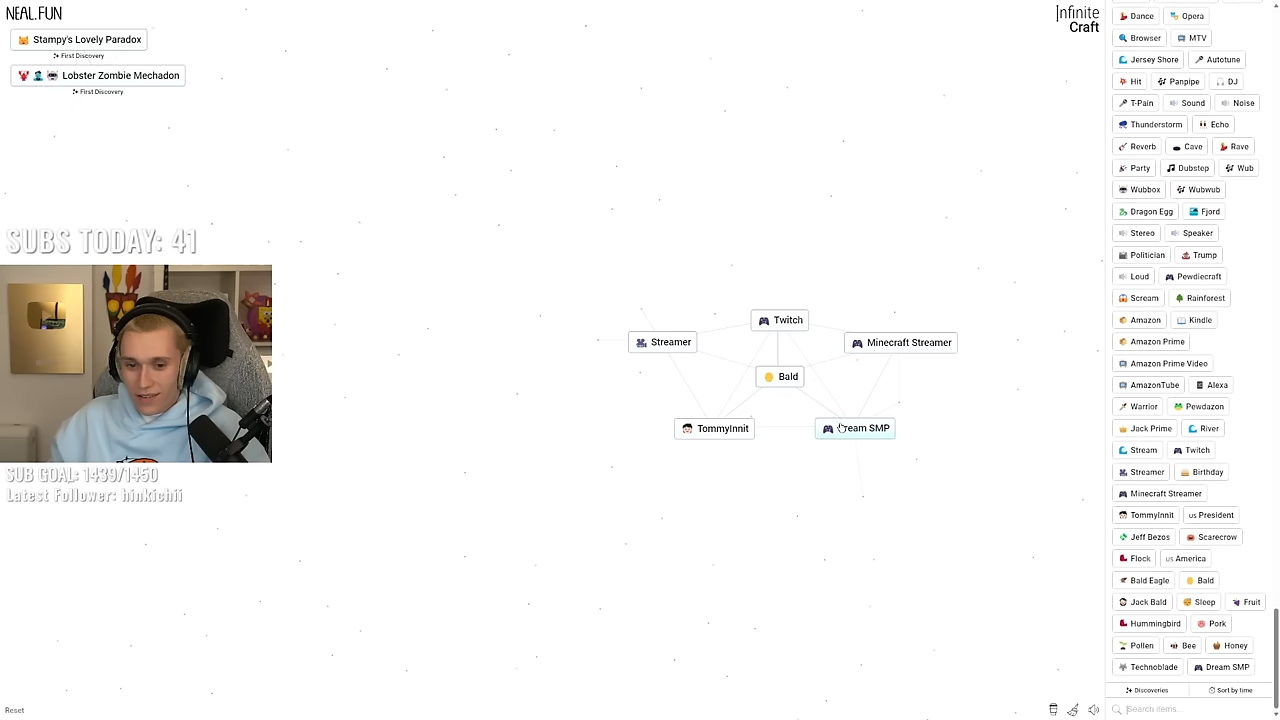 NEAL.FUN
Infinite
Craft
Stampy's Lovely Paradox
First Discovery
Lobster Zombie Mechadon
First Discovery
SUBS TODAY: 41
SUB GOAL: 1439/1450
Latest Follower: hinkichii
Twitch
Streamer
Minecraft Streamer
Bald
TommyInnit
Dream SMP
Dance Opera
Browser MTV
Jersey Shore Autotune
Hit Panpipe DJ
T-Pain Sound Noise
Thunderstorm Echo
Reverb Cave Rave
Party Dubstep Wub
Wubbox Wubwub
Dragon Egg Fjord
Stereo Speaker
Politician Trump
Loud Pewdiecraft
Scream Rainforest
Amazon Kindle
Amazon Prime
Amazon Prime Video
AmazonTube Alexa
Warrior Pewdazon
Jack Prime River
Stream Twitch
Streamer Birthday
Minecraft Streamer
TommyInnit US President
Jeff Bezos Scarecrow
Flock US America
Bald Eagle Bald
Jack Bald Sleep Fruit
Hummingbird Pork
Pollen Bee Honey
Technoblade Dream SMP
Discoveries Sort by time
Search items...
Reset